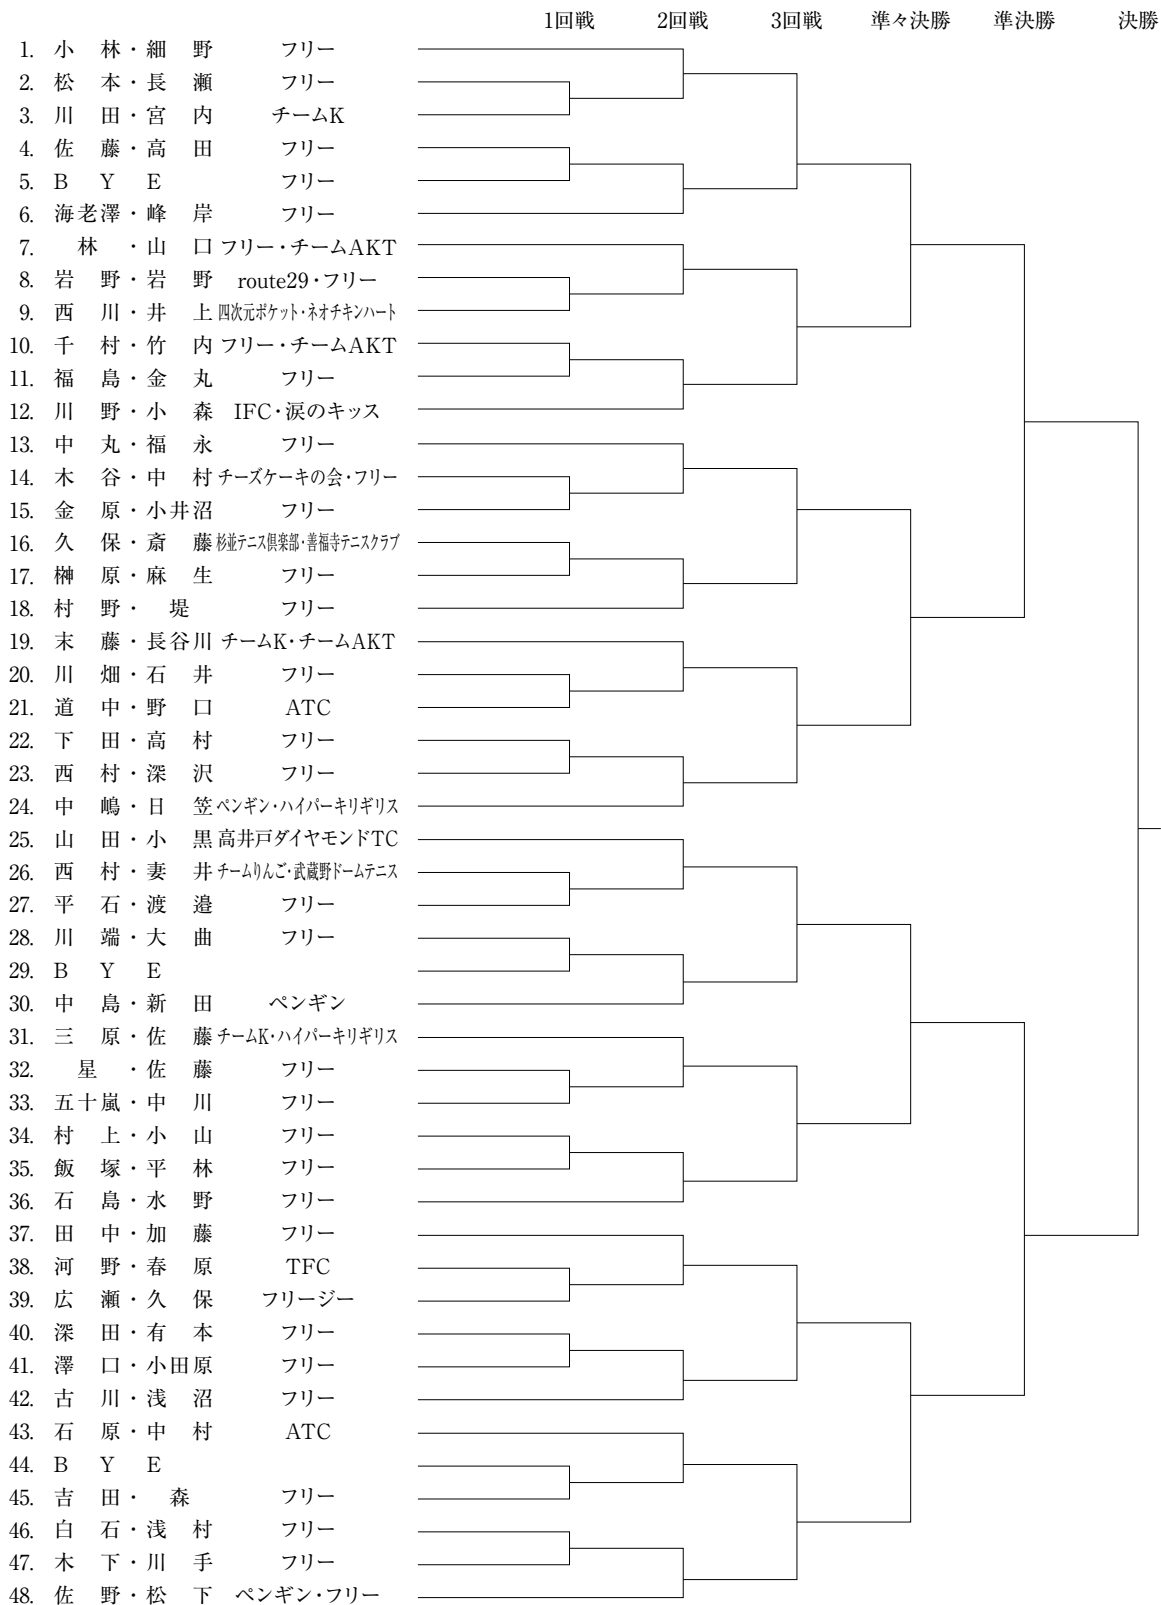 1回戦 2回戦 3回戦 準々決勝 準決勝 決勝
1. 小林・細野 フリー
2. 松本・長瀬 フリー
3. 川田・宮内 チームK
4. 佐藤・高田 フリー
5. BYE フリー
6. 海老澤・峰岸 フリー
7. 林・山口 フリー・チームAKT
8. 岩野・岩野 route29・フリー
9. 西川・井上 四次元ポケット・ネオチキンハート
10. 千村・竹内 フリー・チームAKT
11. 福島・金丸 フリー
12. 川野・小森 IFC・涙のキッス
13. 中丸・福永 フリー
14. 木谷・中村 チーズケーキの会・フリー
15. 金原・小井沼 フリー
16. 久保・斎藤 杉並テニス倶楽部・善福寺テニスクラブ
17. 榊原・麻生 フリー
18. 村野・堤 フリー
19. 末藤・長谷川 チームK・チームAKT
20. 川畑・石井 フリー
21. 道中・野口 ATC
22. 下田・高村 フリー
23. 西村・深沢 フリー
24. 中嶋・日笠 ペンギン・ハイパーキリギリス
25. 山田・小黒 高井戸ダイヤモンドTC
26. 西村・妻井 チームりんご・武蔵野ドームテニス
27. 平石・渡邉 フリー
28. 川端・大曲 フリー
29. BYE
30. 中島・新田 ペンギン
31. 三原・佐藤 チームK・ハイパーキリギリス
32. 星・佐藤 フリー
33. 五十嵐・中川 フリー
34. 村上・小山 フリー
35. 飯塚・平林 フリー
36. 石島・水野 フリー
37. 田中・加藤 フリー
38. 河野・春原 TFC
39. 広瀬・久保 フリージー
40. 深田・有本 フリー
41. 澤口・小田原 フリー
42. 古川・浅沼 フリー
43. 石原・中村 ATC
44. BYE
45. 吉田・森 フリー
46. 白石・浅村 フリー
47. 木下・川手 フリー
48. 佐野・松下 ペンギン・フリー